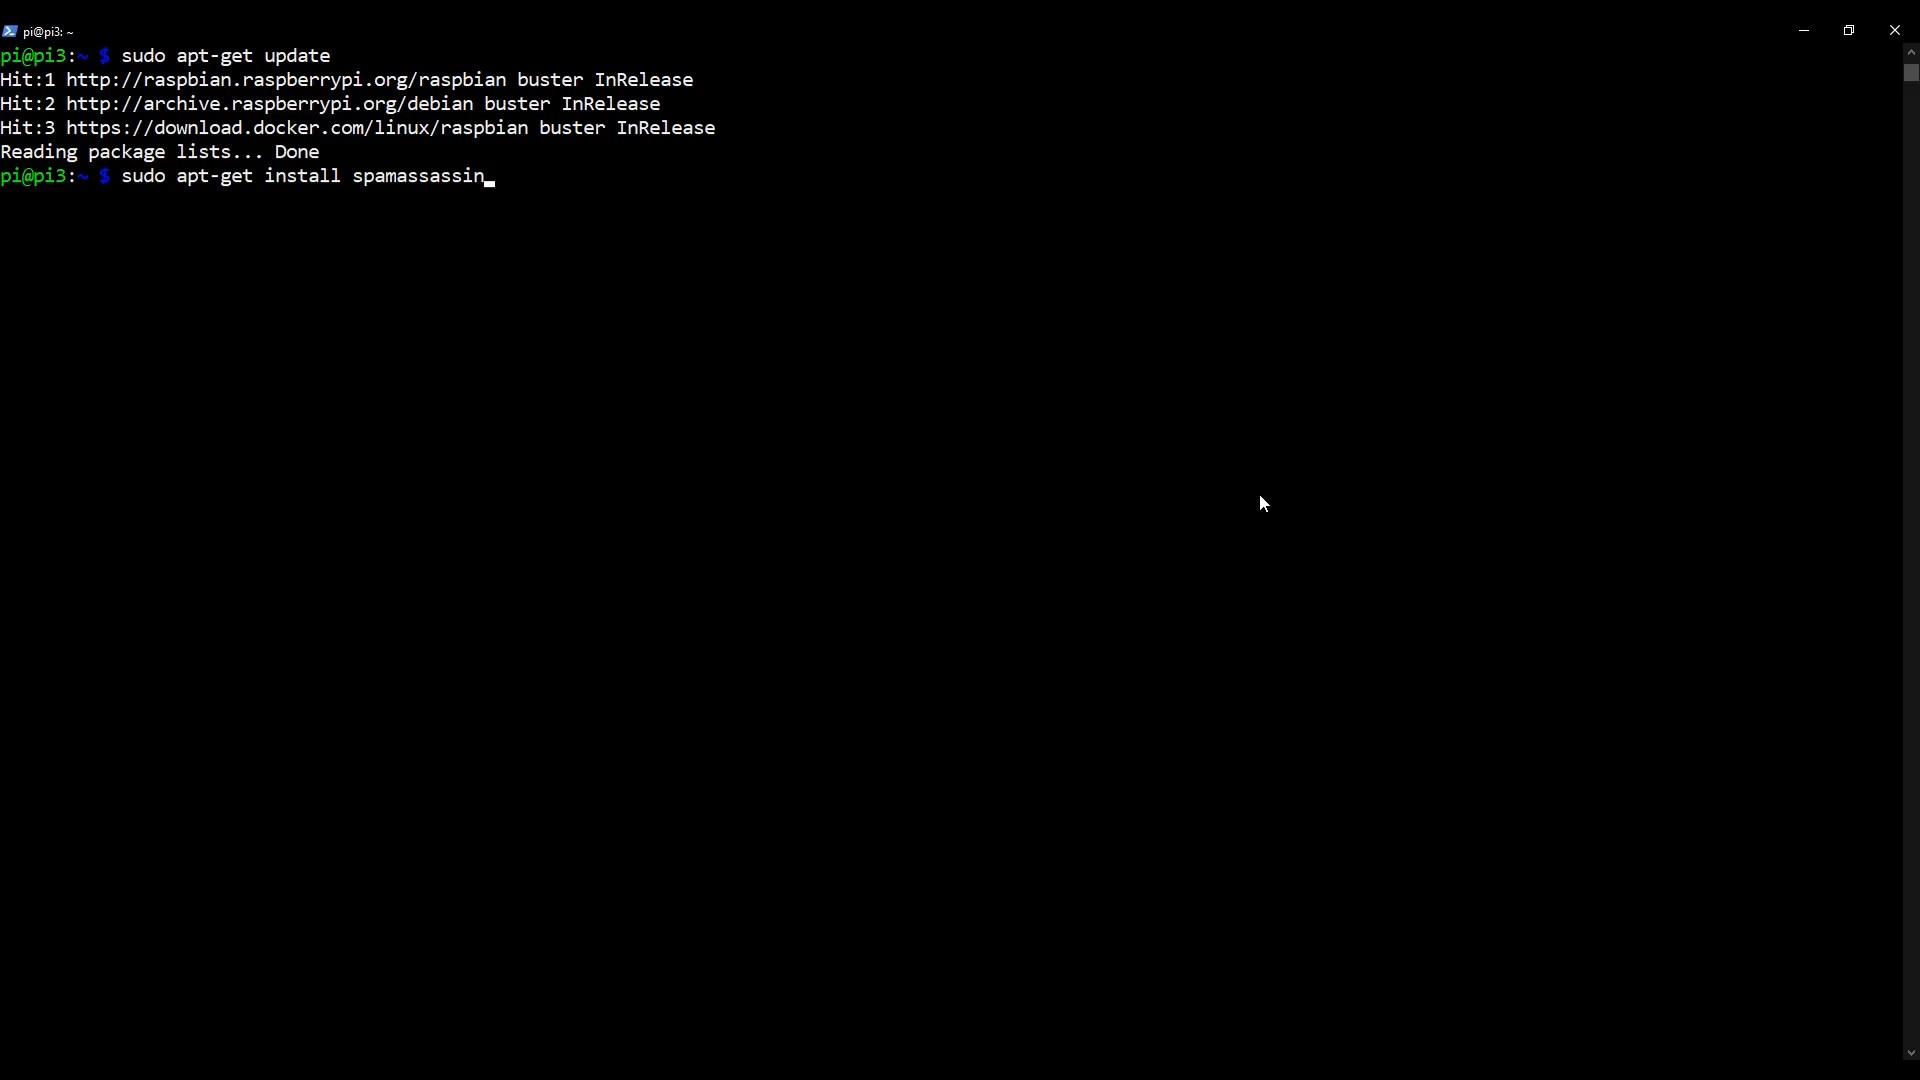 pi@pi3: ~
pi@pi3:~ $ sudo apt-get update
Hit:1 http://raspbian.raspberrypi.org/raspbian buster InRelease
Hit:2 http://archive.raspberrypi.org/debian buster InRelease
Hit:3 https://download.docker.com/linux/raspbian buster InRelease
Reading package lists... Done
pi@pi3:~ $ sudo apt-get install spamassassin